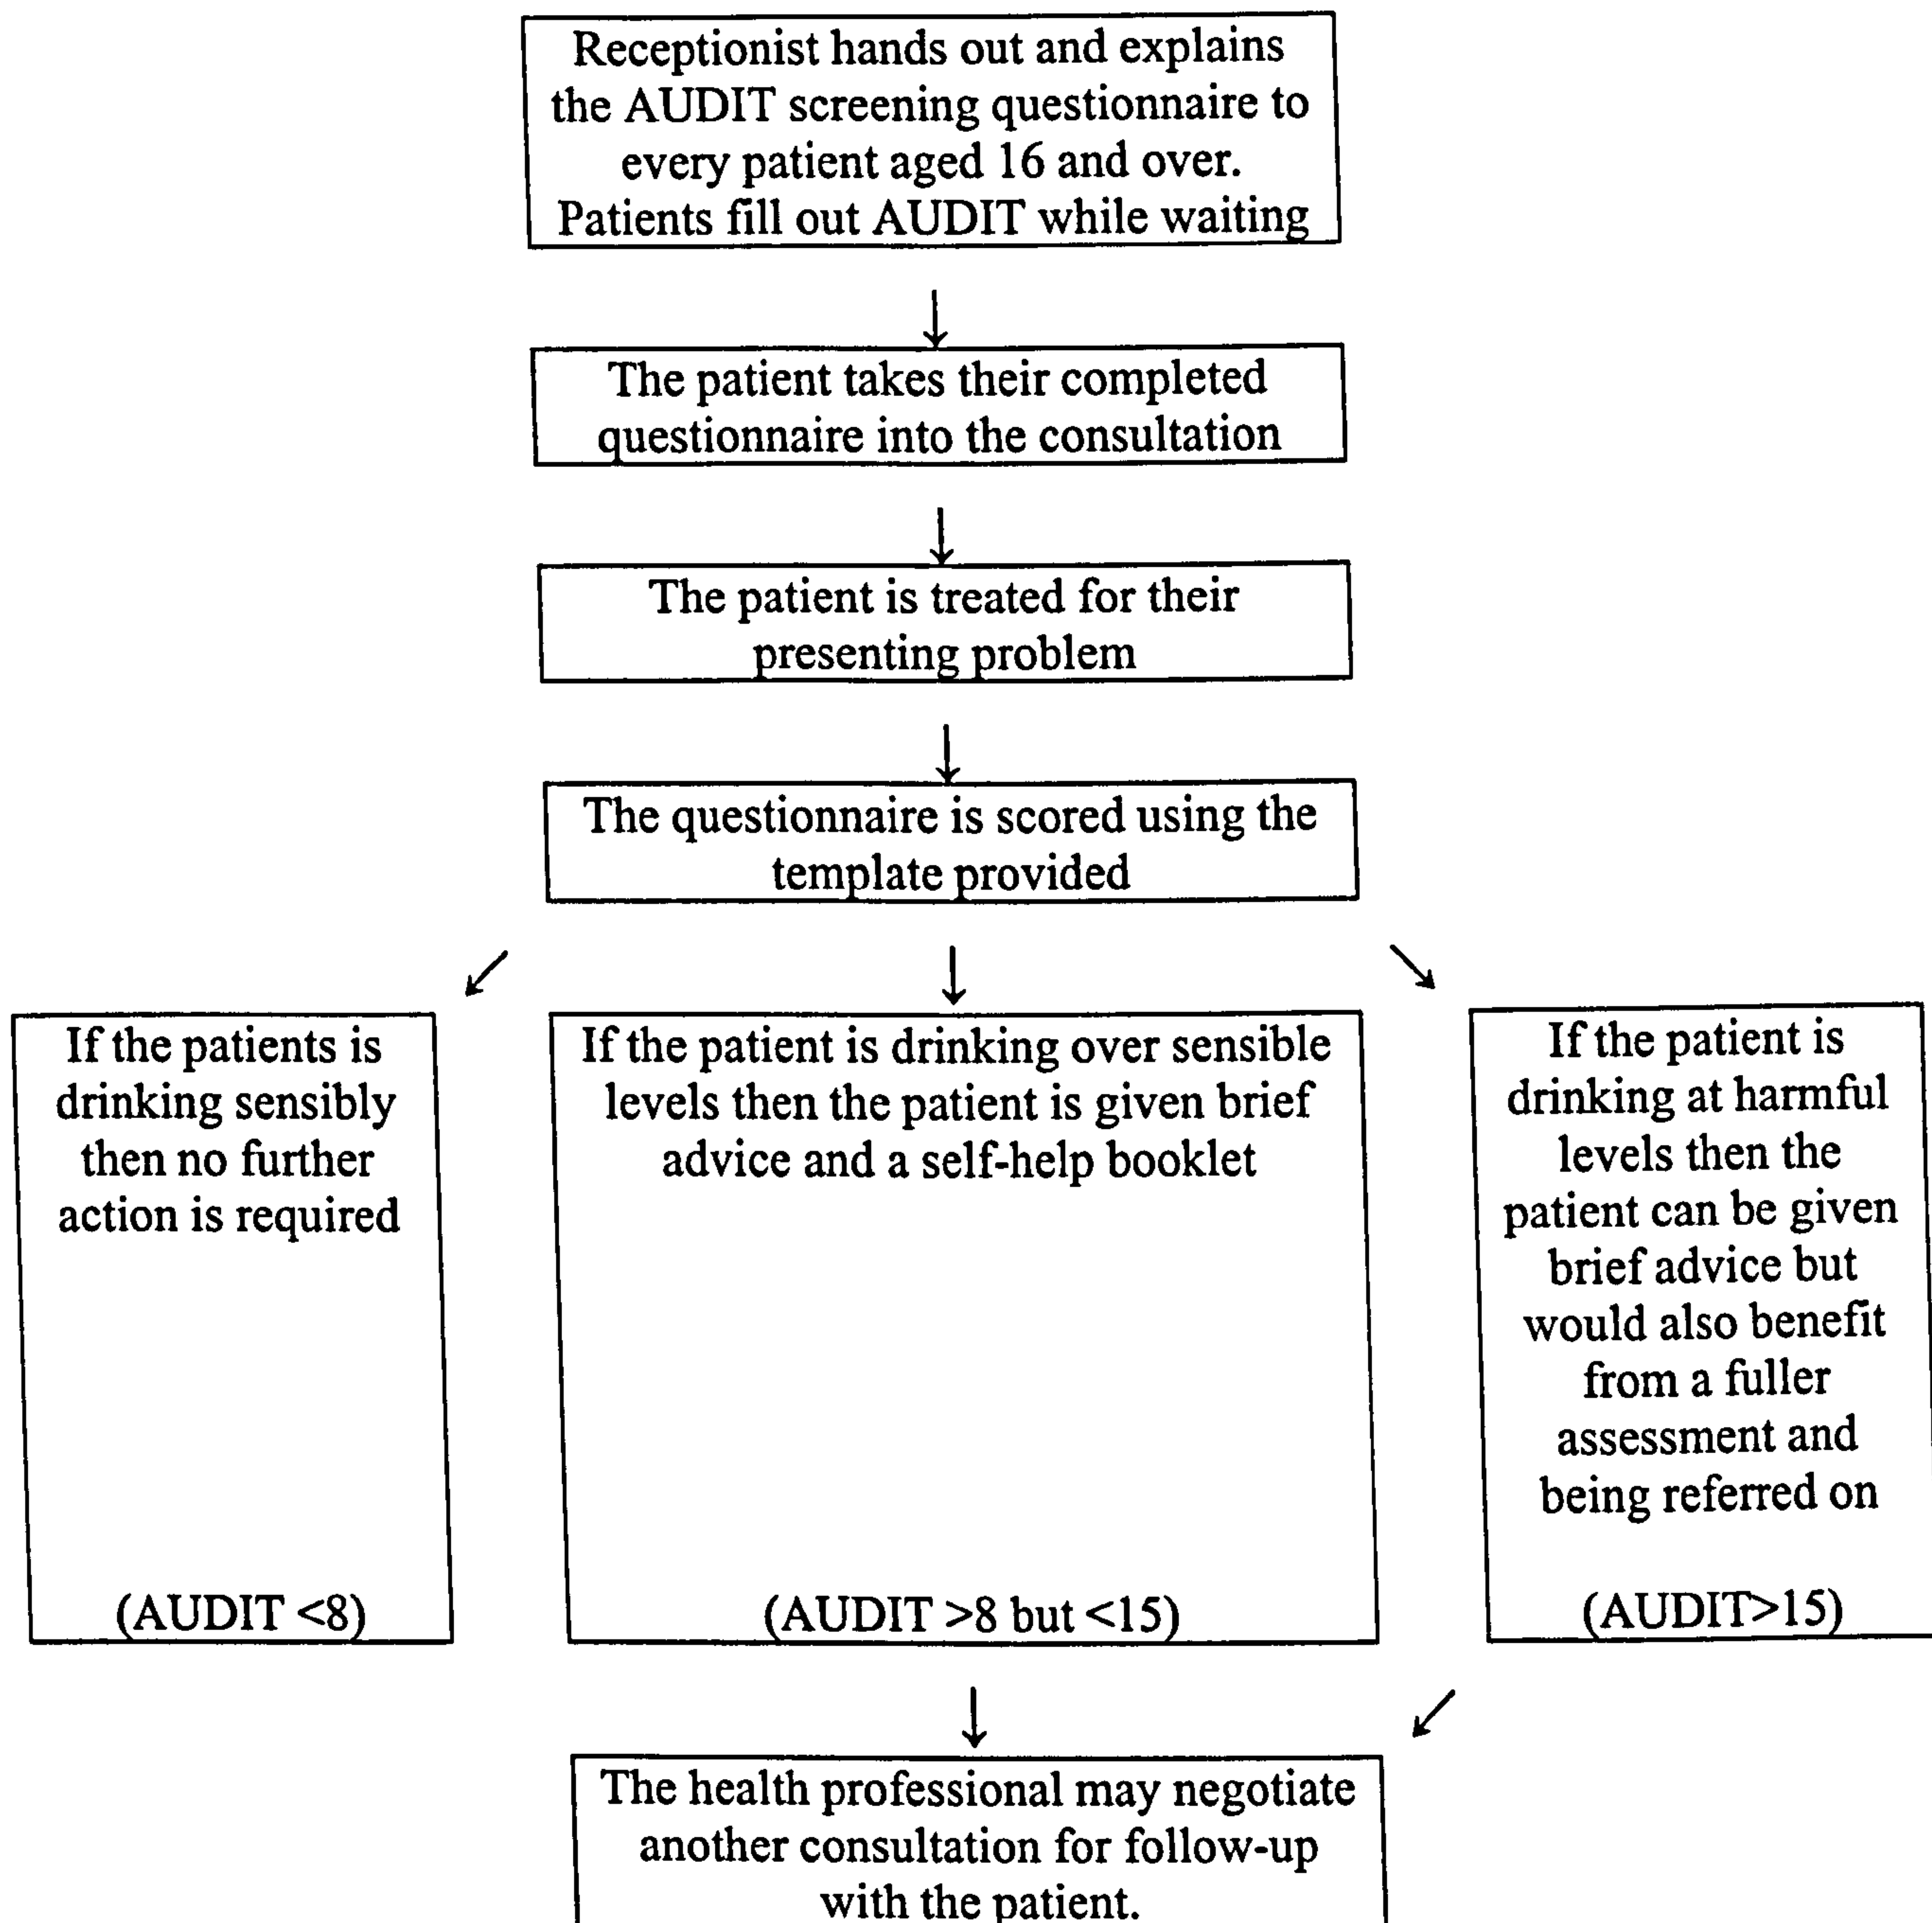 Receptionist hands out and explains
the AUDIT screening questionnaire to
every patient aged 16 and over.
Patients fill out AUDIT while waiting
The patient takes their completed
questionnaire into the consultation
The patient is treated for their
presenting problem
The questionnaire is scored using the
template provided
If the patients is
drinking sensibly
then no further
action is required
(AUDIT <8)
If the patient is drinking over sensible
levels then the patient is given brief
advice and a self-help booklet
(AUDIT >8 but <15)
If the patient is
drinking at harmful
levels then the
patient can be given
brief advice but
would also benefit
from a fuller
assessment and
being referred on
(AUDIT>15)
The health professional may negotiate
another consultation for follow-up
with the patient.